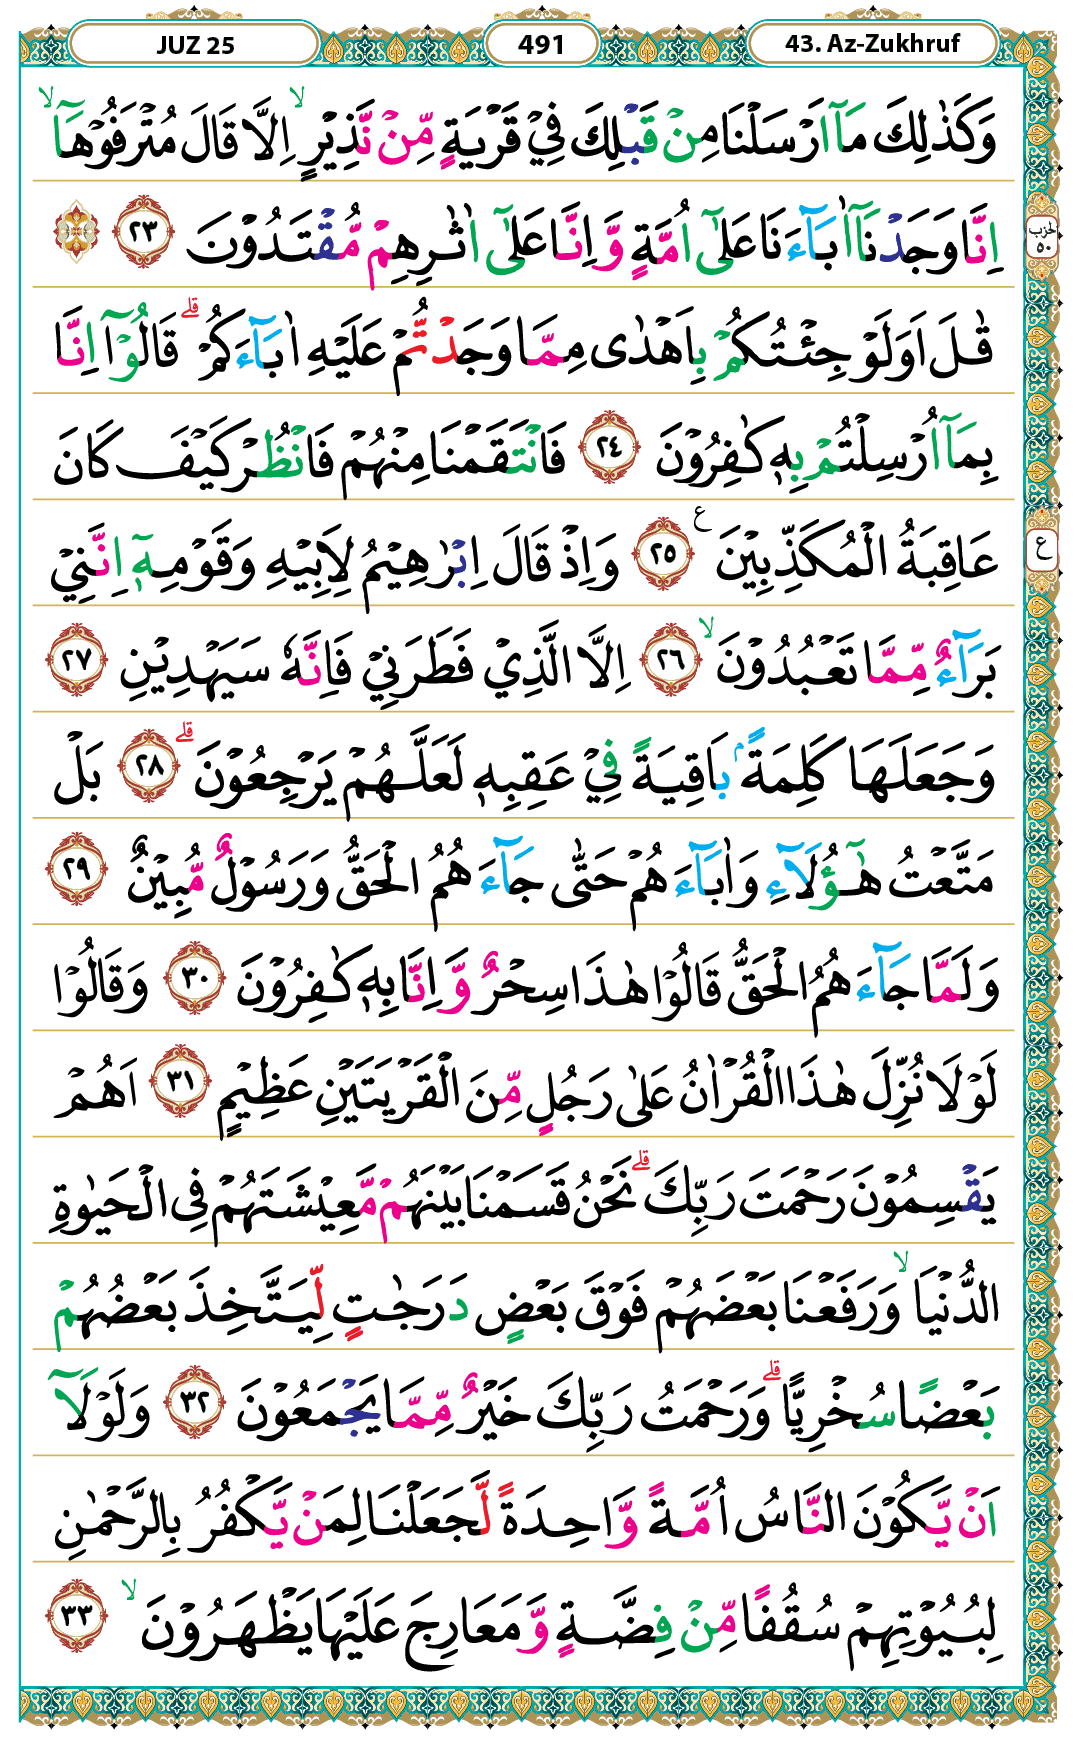 JUZ 25
491
43. Az-Zukhruf
وَكَذٰلِكَ مَآ اَرْسَلْنَا مِنْ قَبْلِكَ فِيْ قَرْيَةٍ مِّنْ نَّذِيْرٍ ۙ اِلَّا قَالَ مُتْرَفُوْهَآ ۙ
اِنَّا وَجَدْنَآ اٰبَآءَنَا عَلٰٓى اُمَّةٍ وَّاِنَّا عَلٰٓى اٰثٰرِهِمْ مُّقْتَدُوْنَ ٢٣
حزب ٥٠
قٰلَ اَوَلَوْ جِئْتُكُمْ بِاَهْدٰى مِمَّا وَجَدْتُّمْ عَلَيْهِ اٰبَآءَكُمْ ۗ قَالُوْٓا اِنَّا
بِمَآ اُرْسِلْتُمْ بِهٖ كٰفِرُوْنَ ٢٤ فَانْتَقَمْنَا مِنْهُمْ فَانْظُرْ كَيْفَ كَانَ
عَاقِبَةُ الْمُكَذِّبِيْنَ ࣖ ٢٥ وَاِذْ قَالَ اِبْرٰهِيْمُ لِاَبِيْهِ وَقَوْمِهٖٓ اِنَّنِيْ
ع
بَرَآءٌ مِّمَّا تَعْبُدُوْنَ ۙ ٢٦ اِلَّا الَّذِيْ فَطَرَنِيْ فَاِنَّهٗ سَيَهْدِيْنِ ٢٧
وَجَعَلَهَا كَلِمَةً ۢ بَاقِيَةً فِيْ عَقِبِهٖ لَعَلَّهُمْ يَرْجِعُوْنَ ۗ ٢٨ بَلْ
مَتَّعْتُ هٰٓؤُلَآءِ وَاٰبَآءَهُمْ حَتّٰى جَآءَهُمُ الْحَقُّ وَرَسُوْلٌ مُّبِيْنٌ ٢٩
وَلَمَّا جَآءَهُمُ الْحَقُّ قَالُوْا هٰذَا سِحْرٌ وَّاِنَّا بِهٖ كٰفِرُوْنَ ٣٠ وَقَالُوْا
لَوْلَا نُزِّلَ هٰذَا الْقُرْاٰنُ عَلٰى رَجُلٍ مِّنَ الْقَرْيَتَيْنِ عَظِيْمٍ ٣١ اَهُمْ
يَقْسِمُوْنَ رَحْمَتَ رَبِّكَ ۗ نَحْنُ قَسَمْنَا بَيْنَهُمْ مَّعِيْشَتَهُمْ فِى الْحَيٰوةِ
الدُّنْيَا ۙ وَرَفَعْنَا بَعْضَهُمْ فَوْقَ بَعْضٍ دَرَجٰتٍ لِّيَتَّخِذَ بَعْضُهُمْ
بَعْضًا سُخْرِيًّا ۗ وَرَحْمَتُ رَبِّكَ خَيْرٌ مِّمَّا يَجْمَعُوْنَ ٣٢ وَلَوْلَآ
اَنْ يَّكُوْنَ النَّاسُ اُمَّةً وَّاحِدَةً لَّجَعَلْنَا لِمَنْ يَّكْفُرُ بِالرَّحْمٰنِ
لِبُيُوْتِهِمْ سُقُفًا مِّنْ فِضَّةٍ وَّمَعَارِجَ عَلَيْهَا يَظْهَرُوْنَ ۙ ٣٣